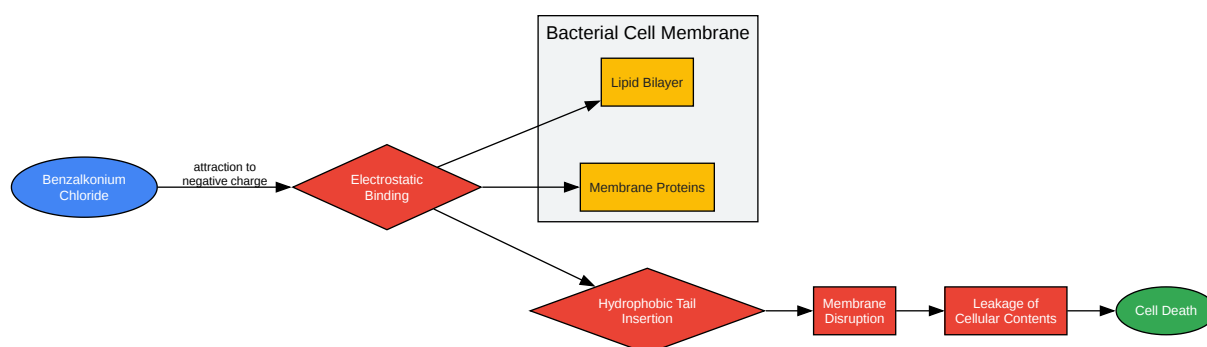 Bacterial Cell Membrane
Lipid Bilayer
Benzalkonium
Chloride
attraction to
negative charge
Electrostatic
Binding
Membrane Proteins
Hydrophobic Tail
Insertion
Membrane
Disruption
Leakage of
Cellular Contents
Cell Death